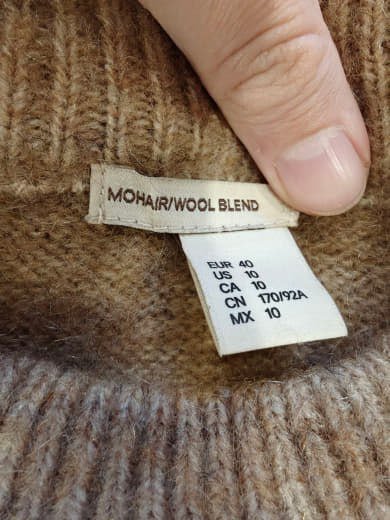 MOHAIR/WOOL BLEND
EUR 40
US 10
CA 10
CN 170/92A
MX 10